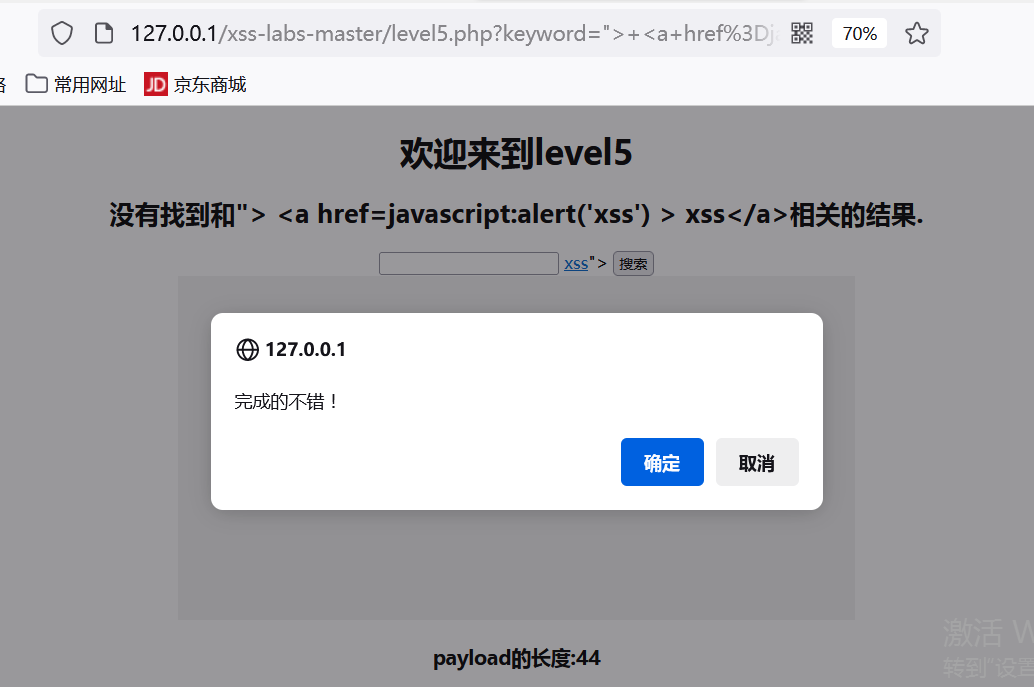 127.0.0.1/xss-labs-master/level5.php?keyword=">+<a+href%3Dj
70%
常用网址 JD 京东商城
欢迎来到level5
没有找到和"> <a href=javascript:alert('xss') > xss</a>相关的结果.
xss"> 搜索
127.0.0.1
完成的不错！
确定 取消
payload的长度:44
激活 W
转到"设置